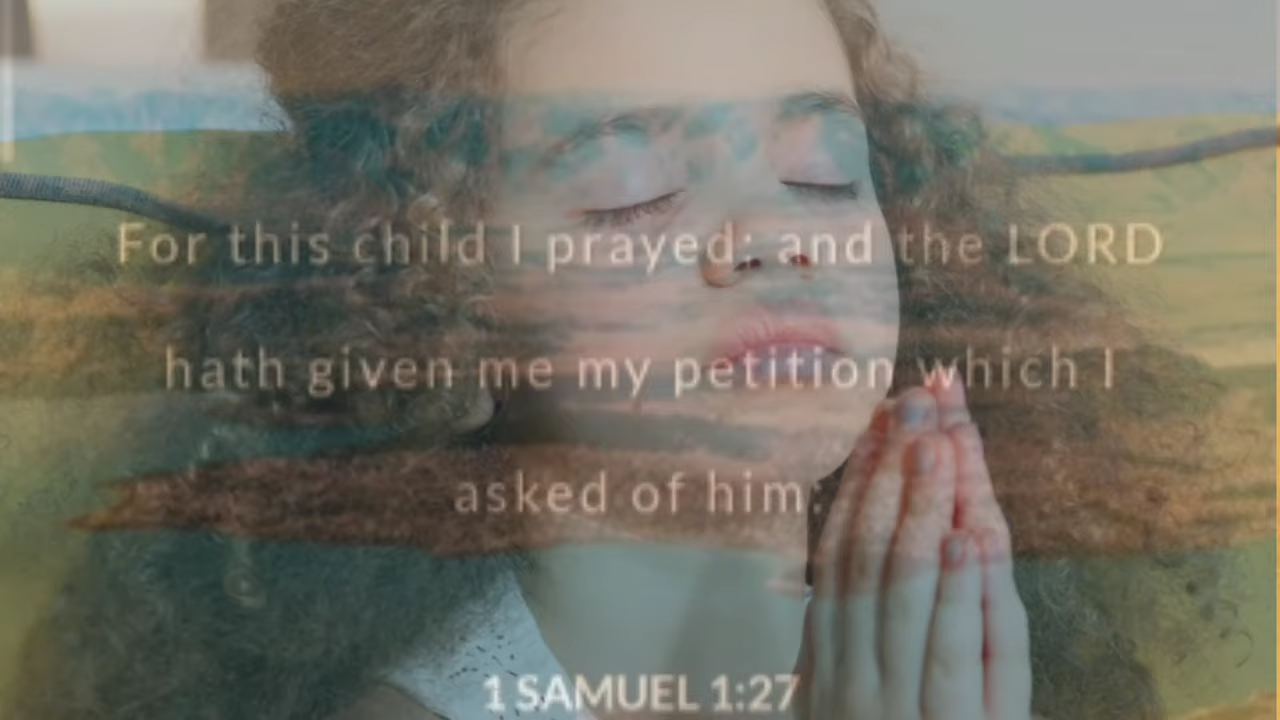 For this child I prayed; and the LORD
hath given me my petition which I
asked of him.
1 SAMUEL 1:27